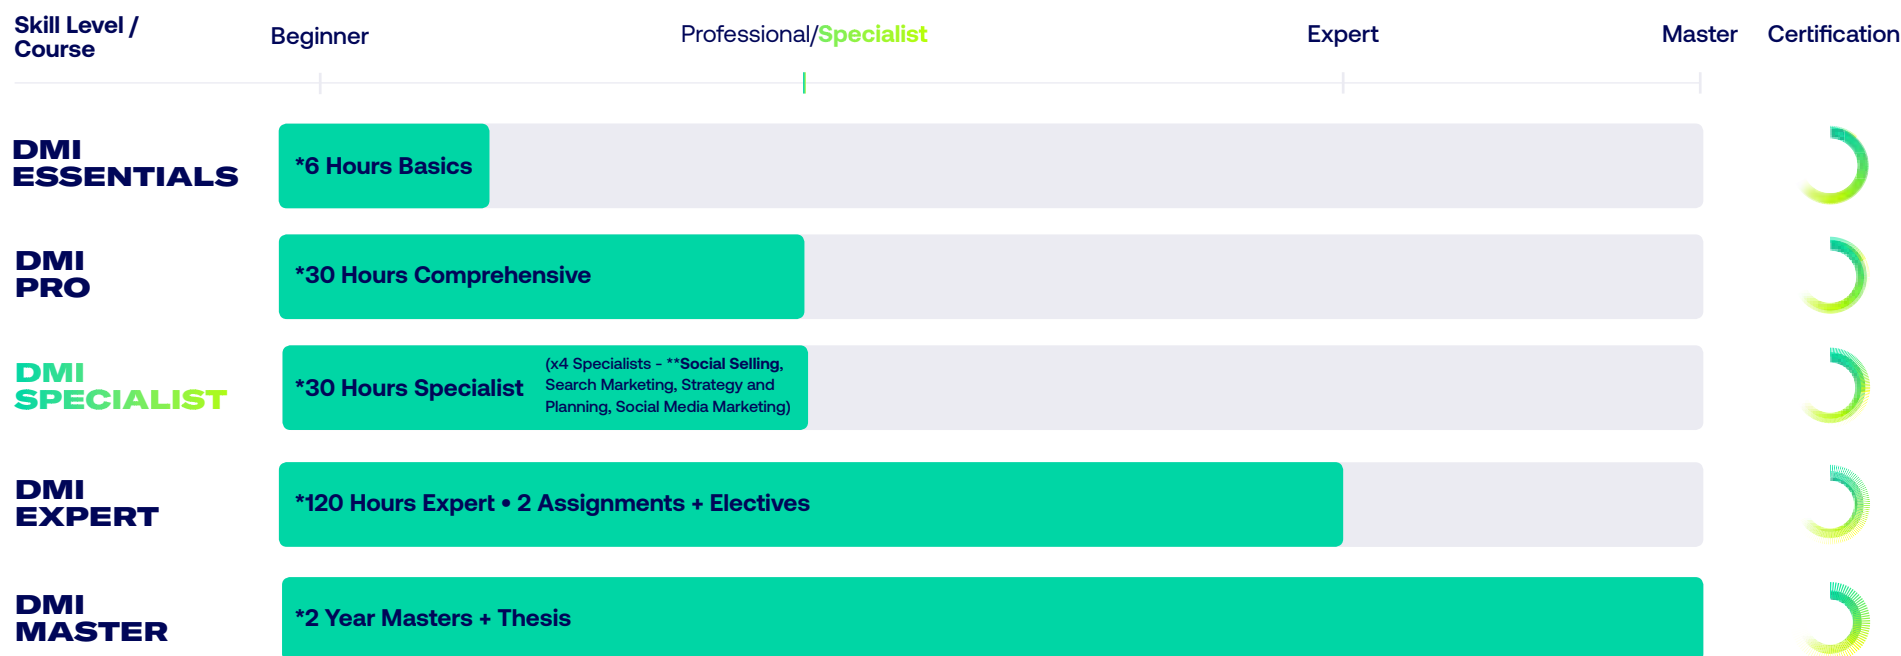 Skill Level /
Course
Beginner
Professional/Specialist
Expert
Master
Certification
DMI
ESSENTIALS
*6 Hours Basics
DMI
PRO
*30 Hours Comprehensive
DMI
SPECIALIST
*30 Hours Specialist
(x4 Specialists - **Social Selling,
Search Marketing, Strategy and
Planning, Social Media Marketing)
DMI
EXPERT
*120 Hours Expert • 2 Assignments + Electives
DMI
MASTER
*2 Year Masters + Thesis